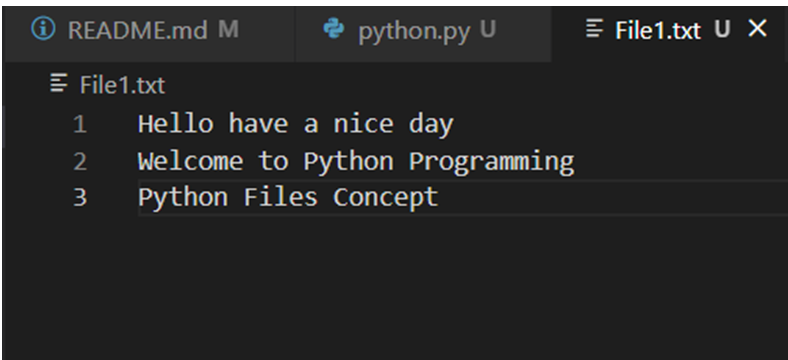 README.md M python.py U File1.txt U
File1.txt
1 Hello have a nice day
2 Welcome to Python Programming
3 Python Files Concept